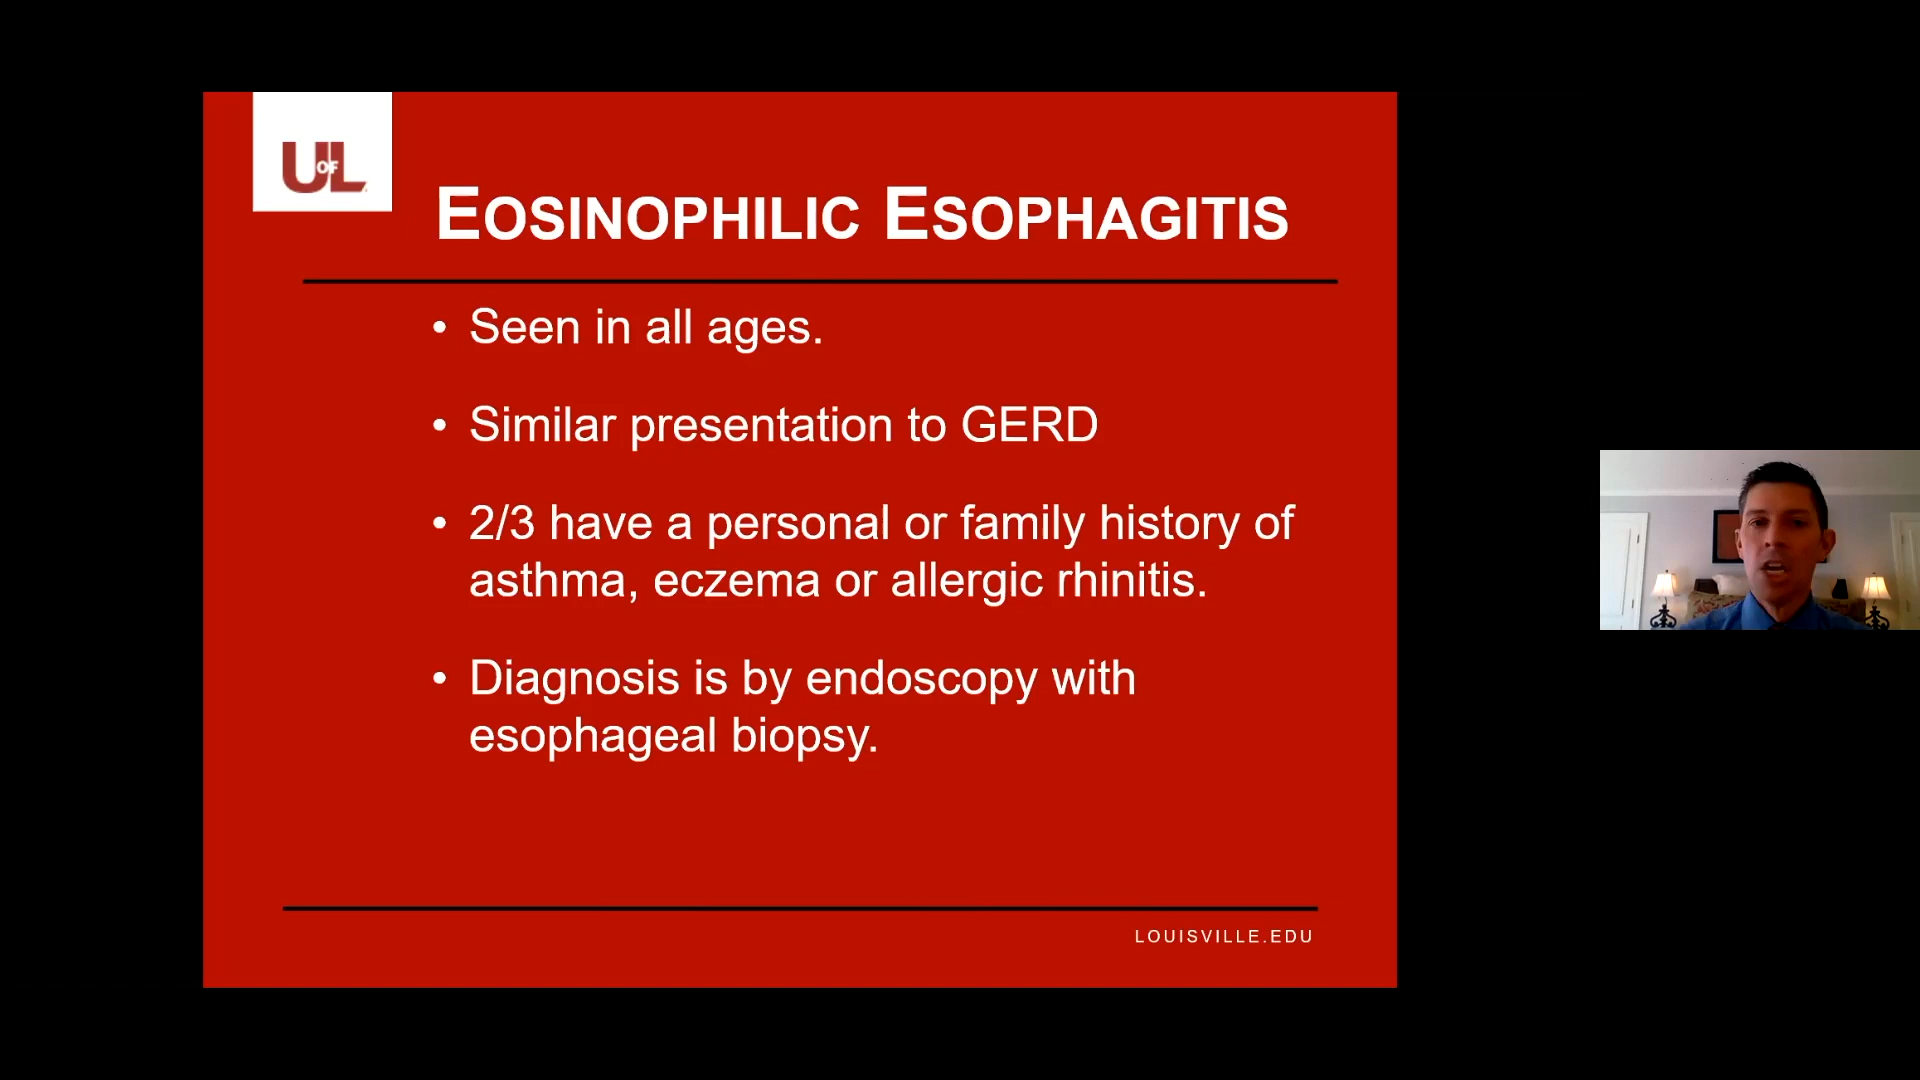 U OF L
EOSINOPHILIC ESOPHAGITIS
• Seen in all ages.
• Similar presentation to GERD
• 2/3 have a personal or family history of
asthma, eczema or allergic rhinitis.
• Diagnosis is by endoscopy with
esophageal biopsy.
LOUISVILLE.EDU